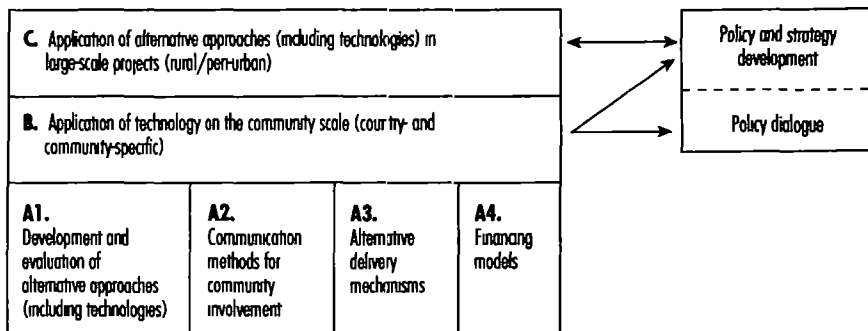 C. Application of alternative approaches (including technologies) in
large-scale projects (rural/peri-urban)
B. Application of technology on the community scale (country- and
community-specific)
A1.
Development and
evaluation of
alternative approaches
(including technologies)
A2.
Communication
methods for
community
involvement
A3.
Alternative
delivery
mechanisms
A4.
Financing
models
Policy and strategy
development
Policy dialogue